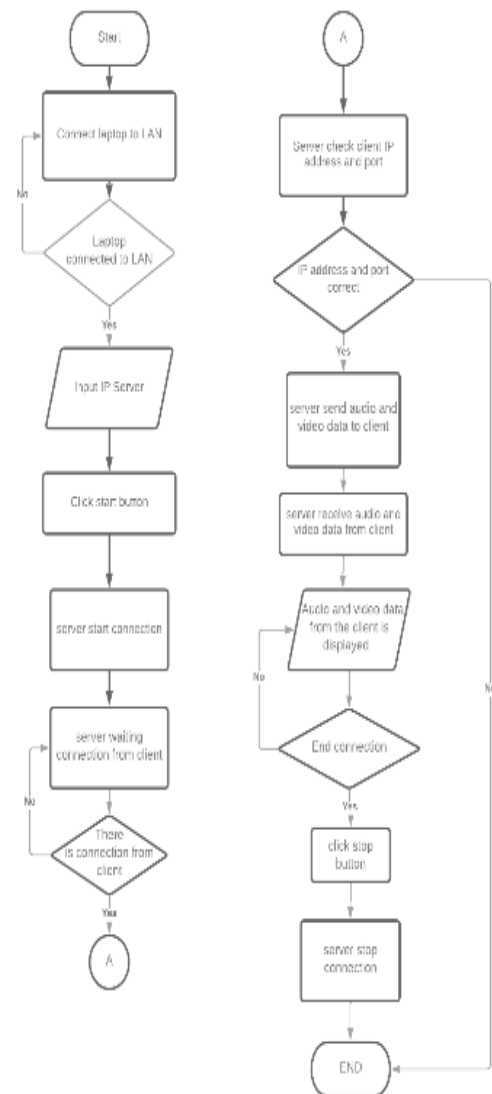 Start
Connect laptop to LAN
No
Laptop
connected to LAN
Yes
Input IP Server
Click start button
server start connection
server waiting
connection from client
No
There
is connection from
client
Yes
A
A
Server check client IP
address and port
IP address and port
correct
Yes
server send audio and
video data to client
server receive audio and
video data from client
Audio and video data
from the client is
displayed
No
No
End connection
Yes
click stop
button
server stop
connection
END